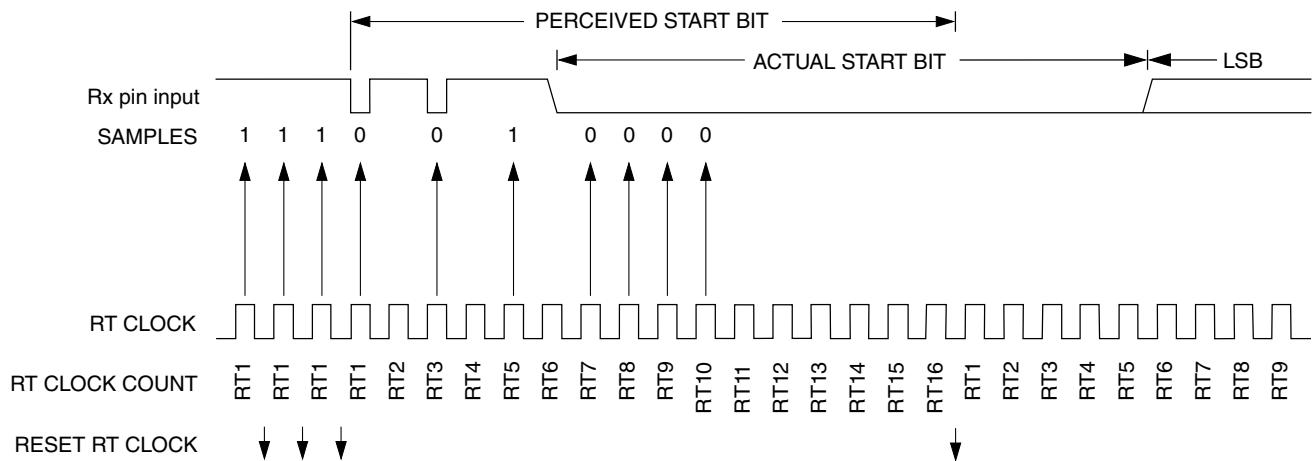 PERCEIVED START BIT
ACTUAL START BIT
LSB
Rx pin input
SAMPLES 1 1 1 0 0 1 0 0 0 0
RT CLOCK
RT CLOCK COUNT RT1 RT1 RT1 RT1 RT2 RT3 RT4 RT5 RT6 RT7 RT8 RT9 RT10 RT11 RT12 RT13 RT14 RT15 RT16 RT1 RT2 RT3 RT4 RT5 RT6 RT7 RT8 RT9
RESET RT CLOCK